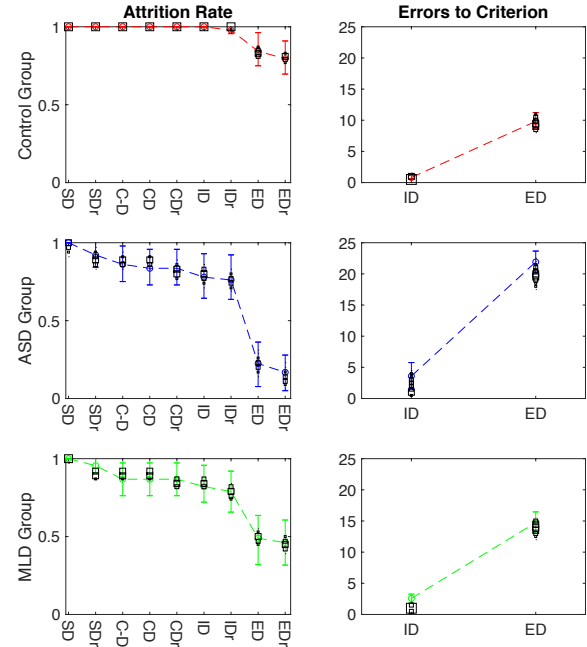 Attrition Rate
Errors to Criterion
Control Group
1
0.5
0
SD
SDr
C-D
CD
CDr
ID
IDr
ED
EDr
25
20
15
10
5
0
ID
ED
ASD Group
1
0.5
0
SD
SDr
C-D
CD
CDr
ID
IDr
ED
EDr
25
20
15
10
5
0
ID
ED
MLD Group
1
0.5
0
SD
SDr
C-D
CD
CDr
ID
IDr
ED
EDr
25
20
15
10
5
0
ID
ED